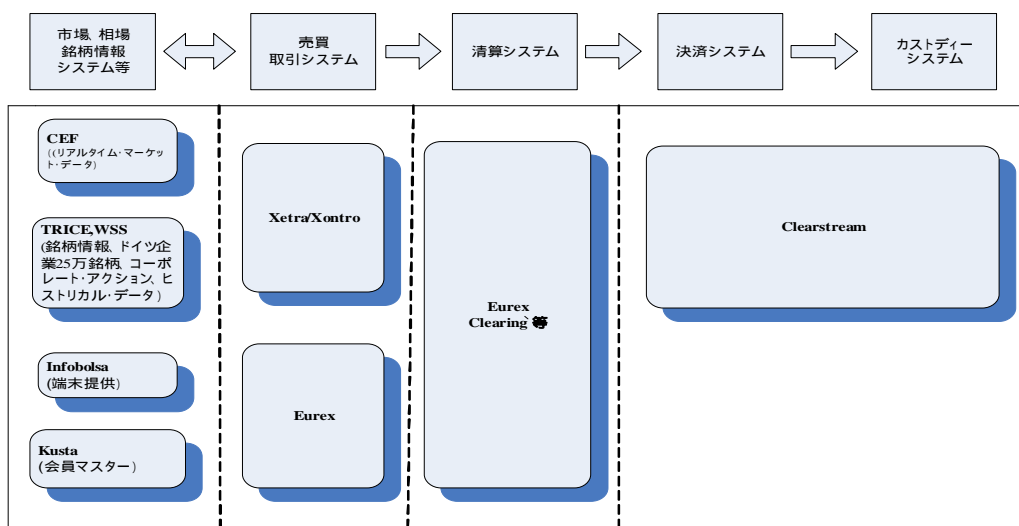 市場、相場
銘柄情報
システム等
売買
取引システム
清算システム
決済システム
カストディー
システム
CEF
((リアルタイム・マーケッ
ト・データ)
TRICE,WSS
(銘柄情報、ドイツ企
業25万銘柄、コーポ
レート・アクション、ヒ
ストリカル・データ)
Infobolsa
(端末提供)
Kusta
(会員マスター)
Xetra/Xontro
Eurex
Eurex
Clearing、等
Clearstream